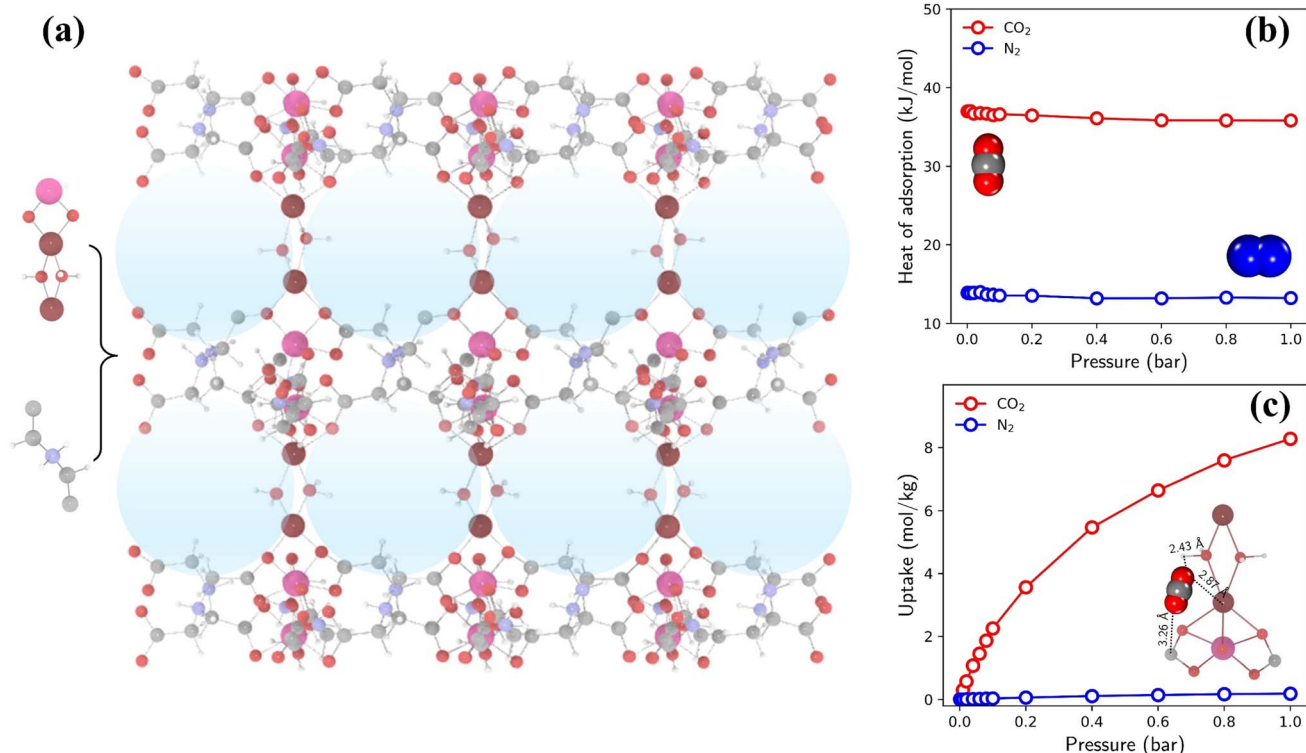 (a)
(b)
CO₂
N₂
Heat of adsorption (kJ/mol)
50
40
30
20
10
0.0 0.2 0.4 0.6 0.8 1.0
Pressure (bar)
(c)
CO₂
N₂
Uptake (mol/kg)
8
6
4
2
0
2.43 Å
2.87 Å
3.26 Å
0.0 0.2 0.4 0.6 0.8 1.0
Pressure (bar)